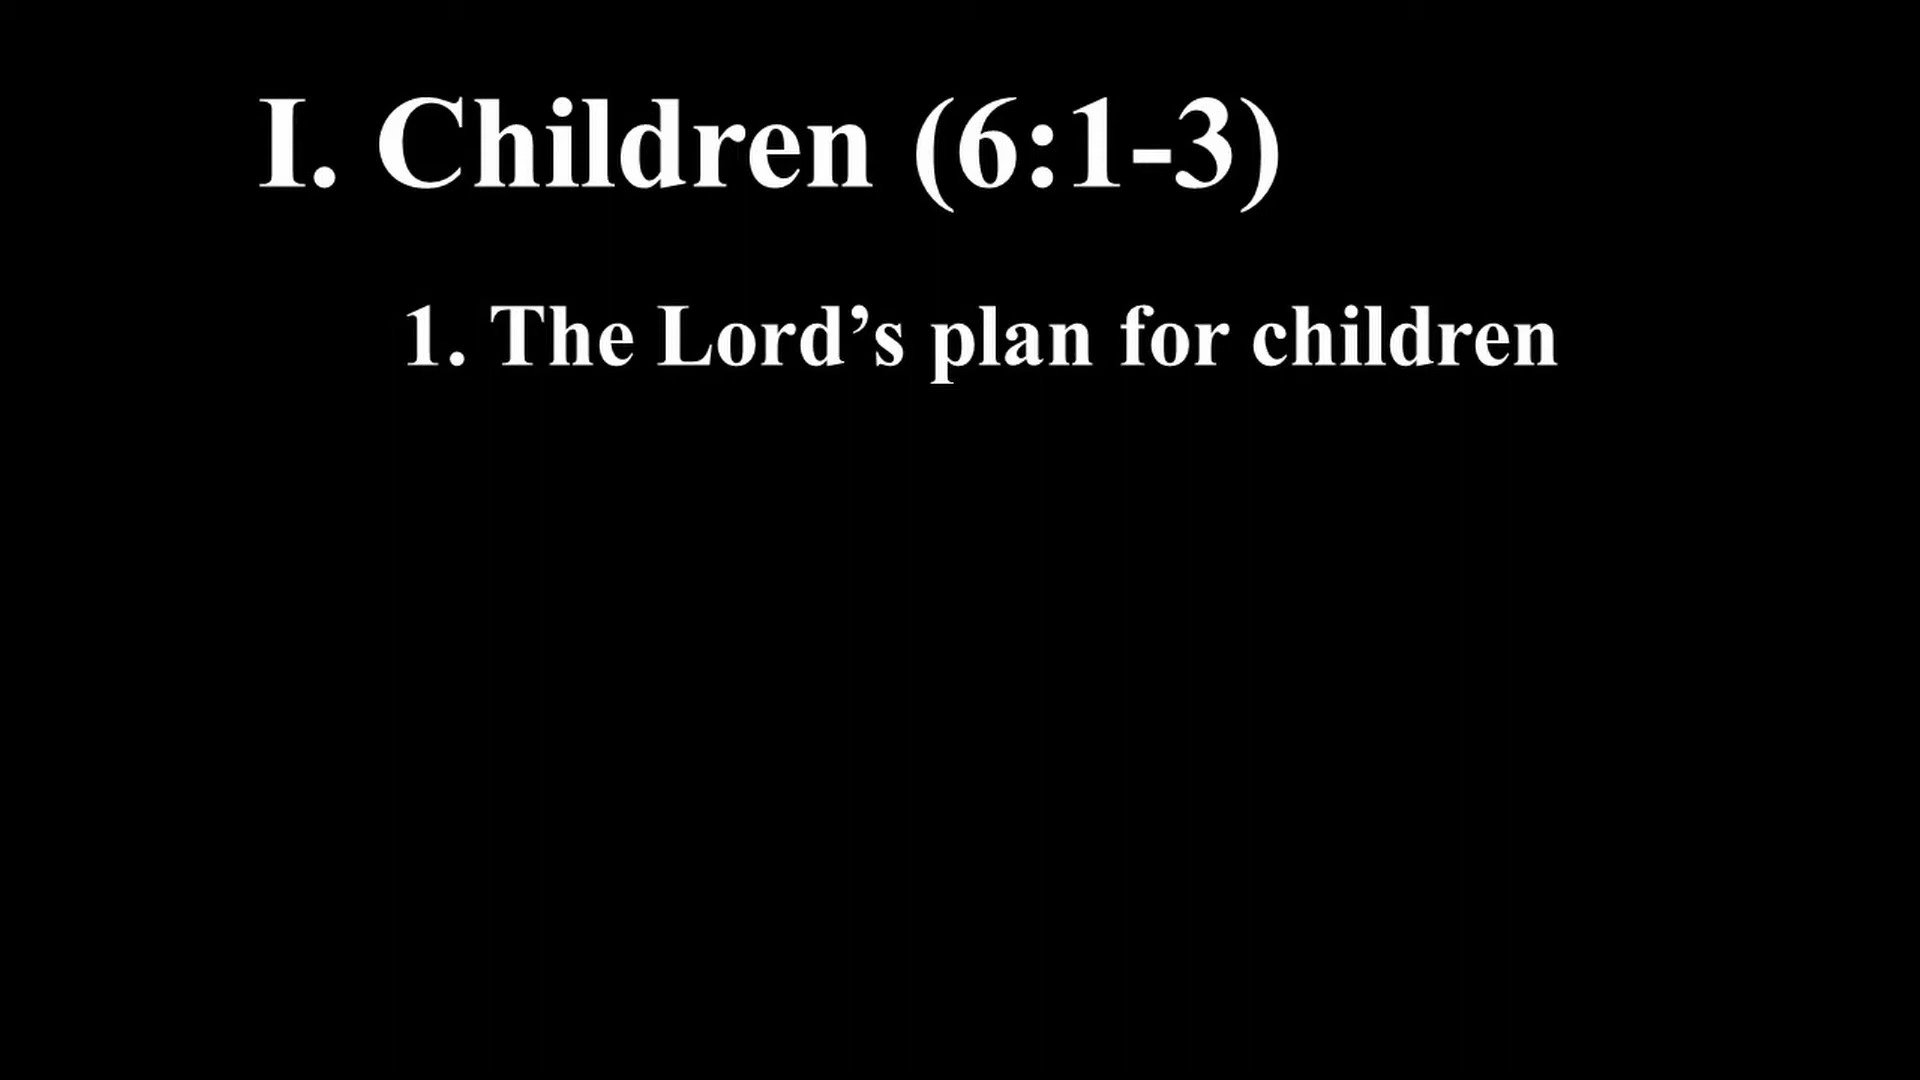 I. Children (6:1-3)
1. The Lord’s plan for children